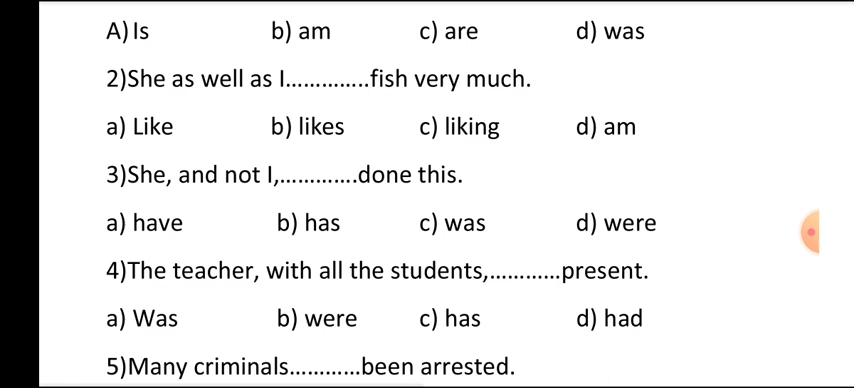 A) Is b) am c) are d) was
2)She as well as I..............fish very much.
a) Like b) likes c) liking d) am
3)She, and not I,.............done this.
a) have b) has c) was d) were
4)The teacher, with all the students,............present.
a) Was b) were c) has d) had
5)Many criminals............been arrested.